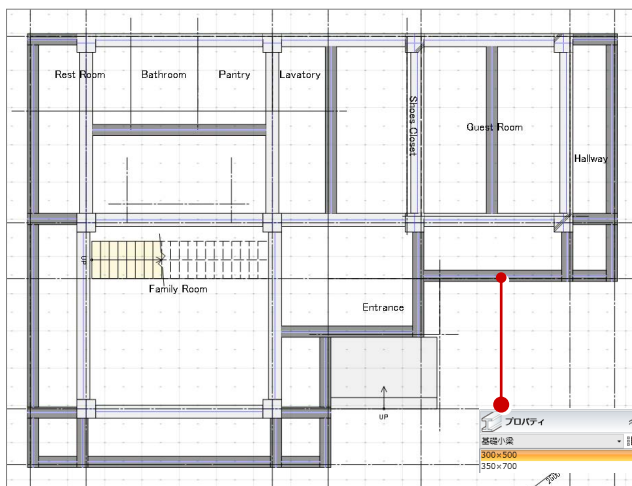 Rest Room
Bathroom
Pantry
Lavatory
Shoes Closet
Guest Room
Hallway
UP
Family Room
Entrance
UP
プロパティ
基礎小梁
300×500
350×700
2000